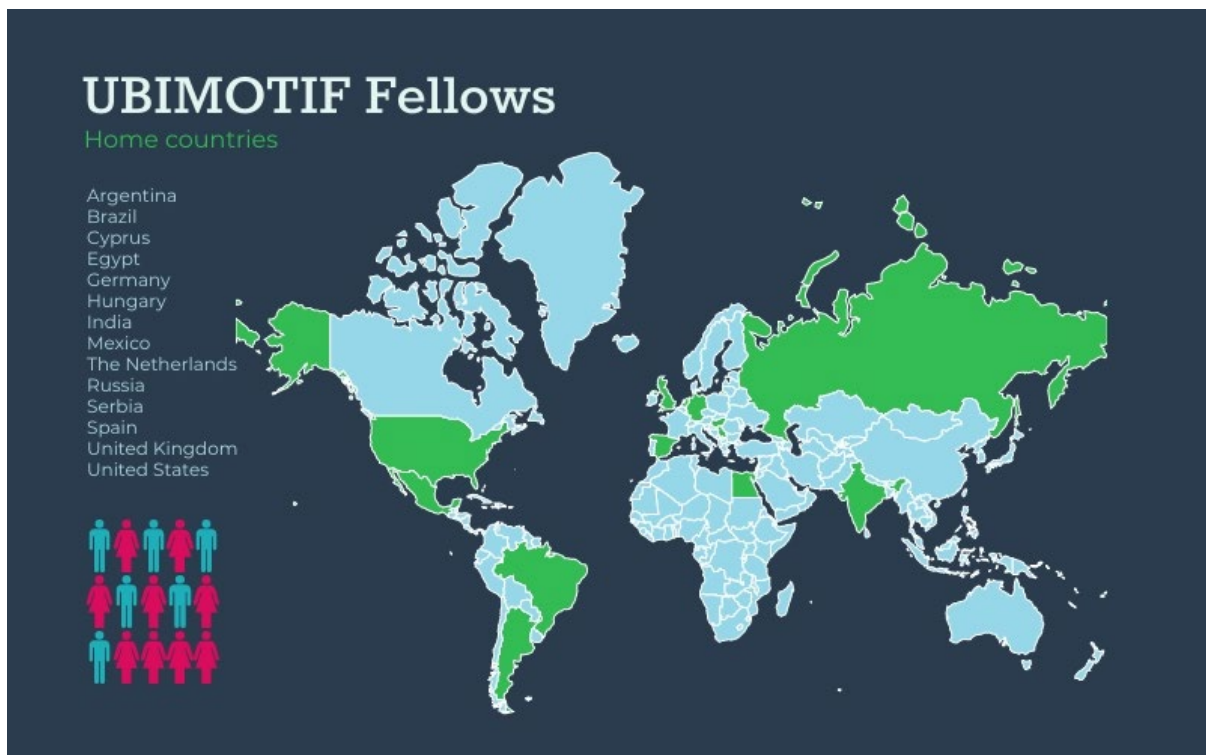 UBIMOTIF Fellows
Home countries
Argentina
Brazil
Cyprus
Egypt
Germany
Hungary
India
Mexico
The Netherlands
Russia
Serbia
Spain
United Kingdom
United States